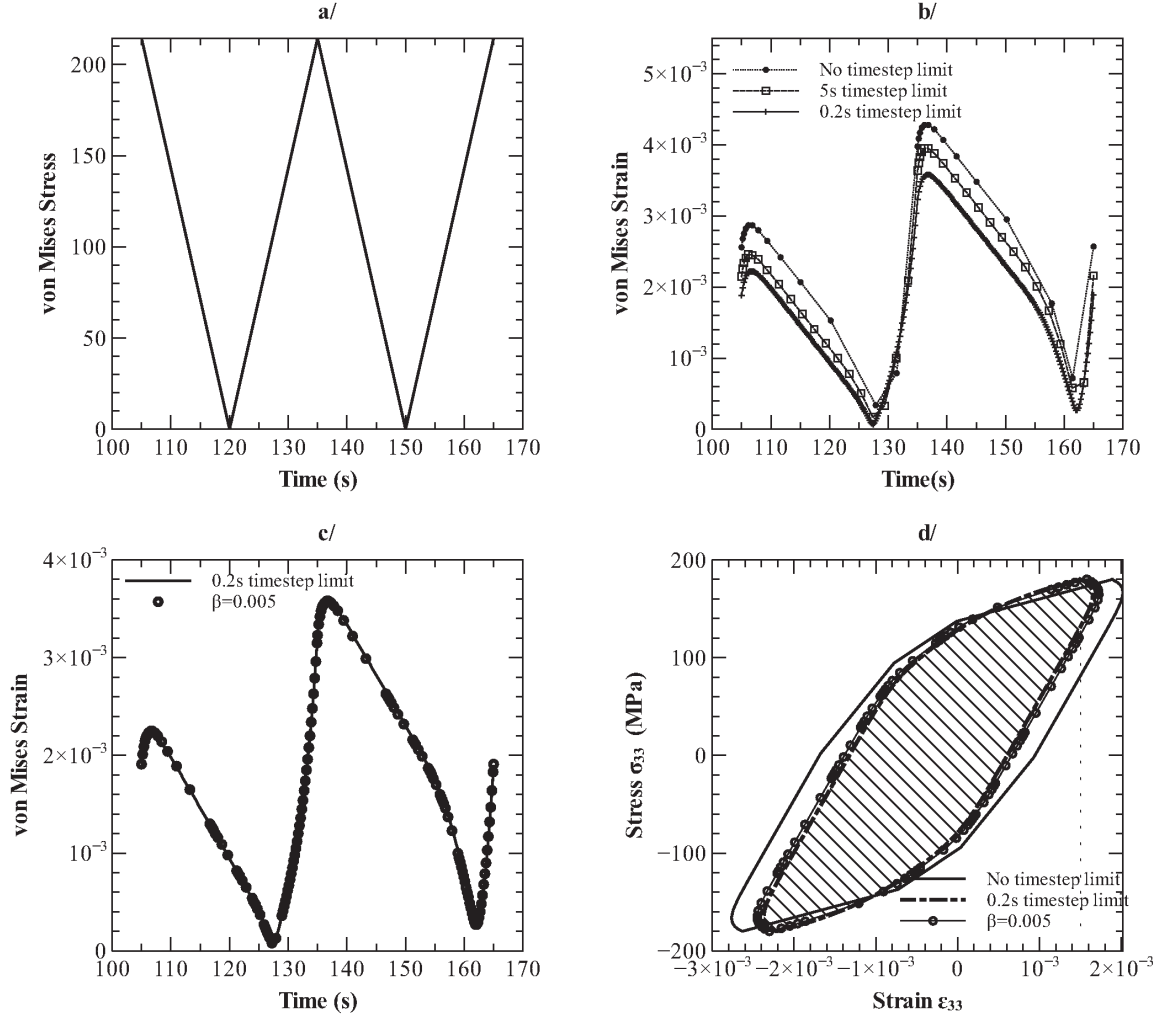 a/
200
150
100
50
0
von Mises Stress
100 110 120 130 140 150 160 170
Time (s)
b/
5×10⁻³
4×10⁻³
3×10⁻³
2×10⁻³
10⁻³
0
von Mises Strain
No timestep limit
5s timestep limit
0.2s timestep limit
100 110 120 130 140 150 160 170
Time(s)
c/
4×10⁻³
3×10⁻³
2×10⁻³
10⁻³
0
von Mises Strain
0.2s timestep limit
β=0.005
100 110 120 130 140 150 160 170
Time (s)
d/
200
100
0
−100
−200
Stress σ₃₃ (MPa)
No timestep limit
0.2s timestep limit
β=0.005
−3×10⁻³ −2×10⁻³ −1×10⁻³ 0 10⁻³ 2×10⁻³
Strain ε₃₃